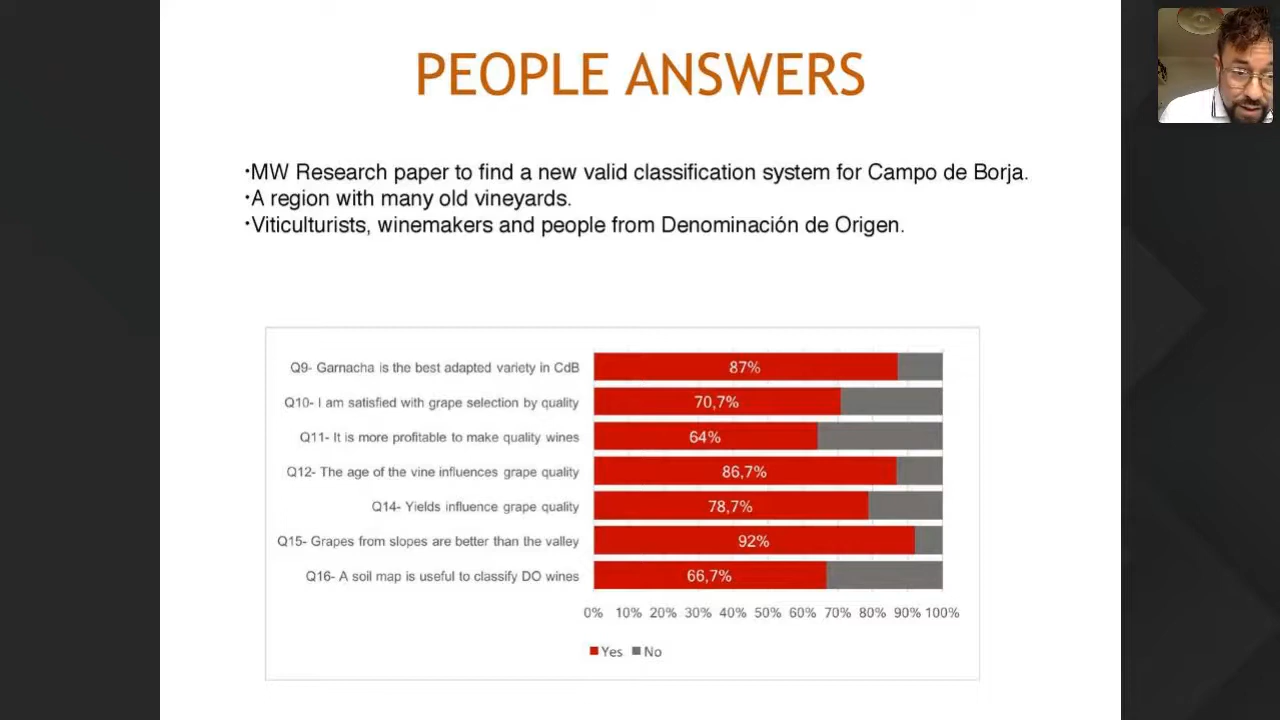 PEOPLE ANSWERS
•MW Research paper to find a new valid classification system for Campo de Borja.
•A region with many old vineyards.
•Viticulturists, winemakers and people from Denominación de Origen.
Q9- Garnacha is the best adapted variety in CdB 87%
Q10- I am satisfied with grape selection by quality 70,7%
Q11- It is more profitable to make quality wines 64%
Q12- The age of the vine influences grape quality 86,7%
Q14- Yields influence grape quality 78,7%
Q15- Grapes from slopes are better than the valley 92%
Q16- A soil map is useful to classify DO wines 66,7%
0% 10% 20% 30% 40% 50% 60% 70% 80% 90% 100%
Yes No